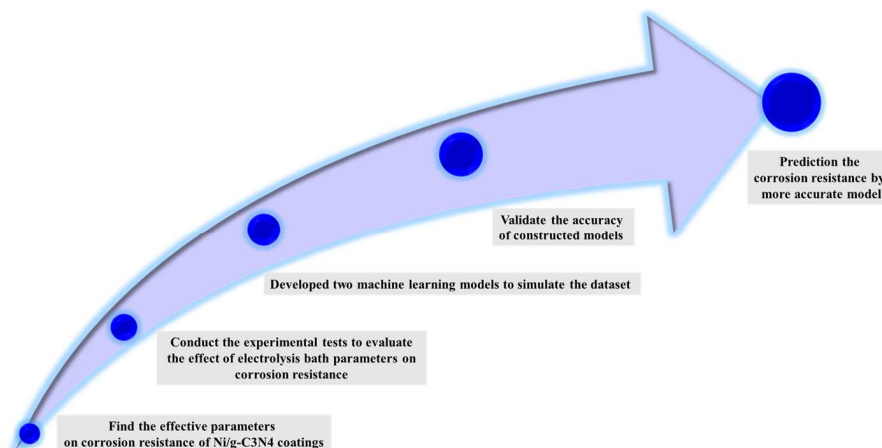 Prediction the
corrosion resistance by
more accurate model
Validate the accuracy
of constructed models
Developed two machine learning models to simulate the dataset
Conduct the experimental tests to evaluate
the effect of electrolysis bath parameters on
corrosion resistance
Find the effective parameters
on corrosion resistance of Ni/g-C3N4 coatings